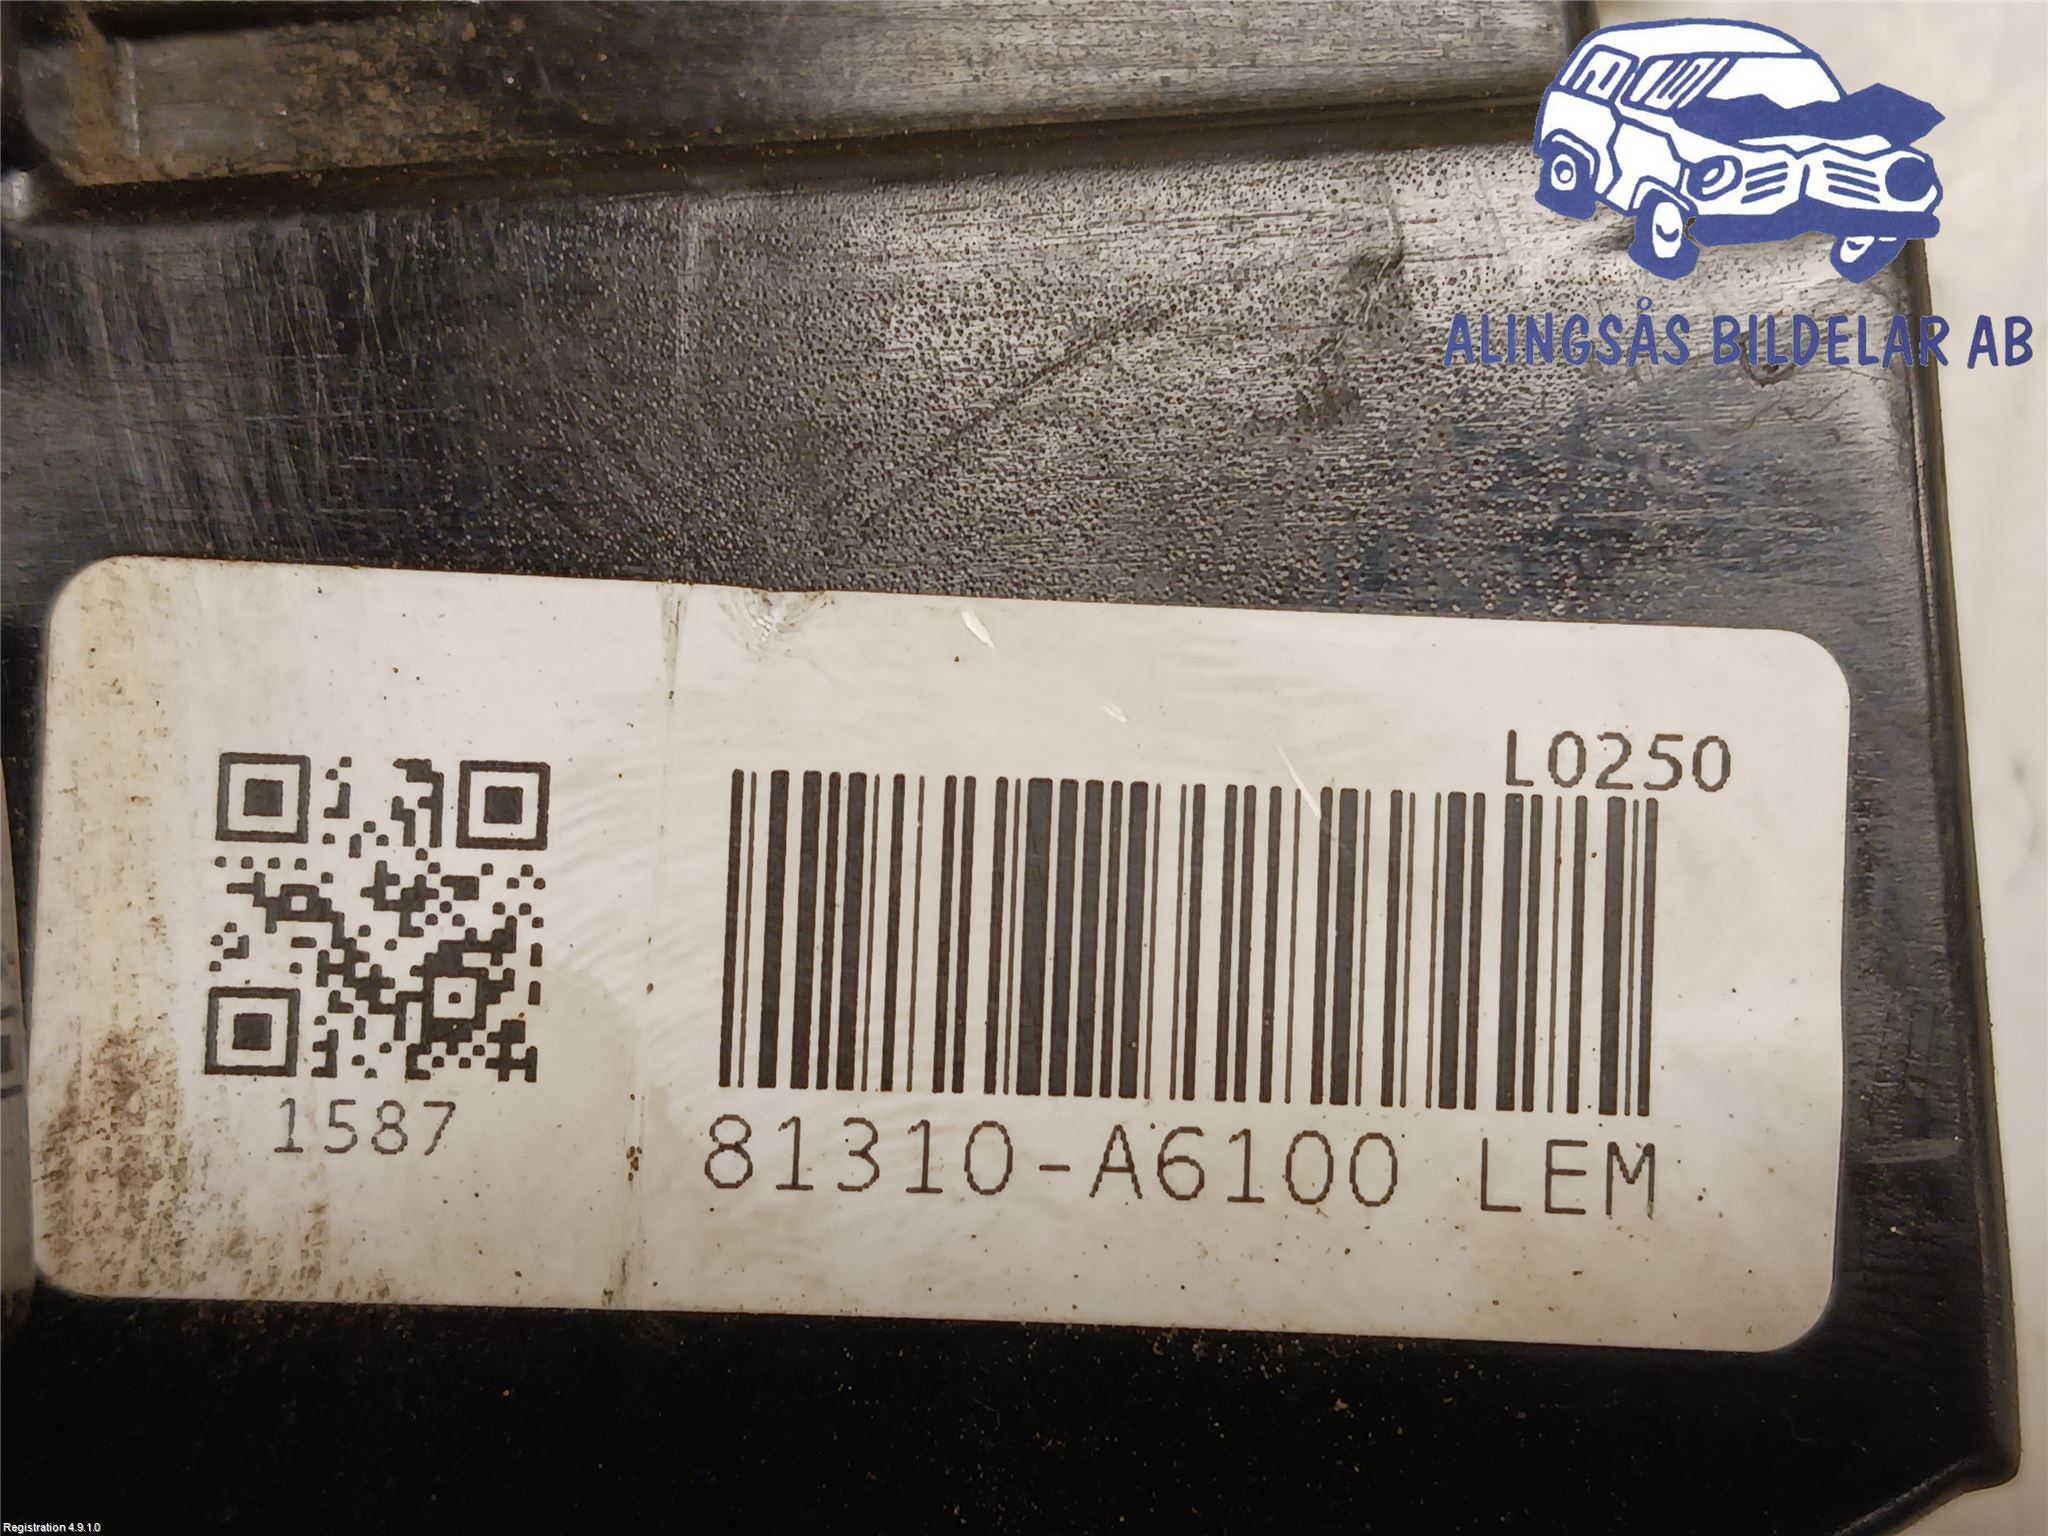 ALINGSÅS BILDELAR AB
L0250
1587
81310-A6100 LEM
Registration 4.9.1.0